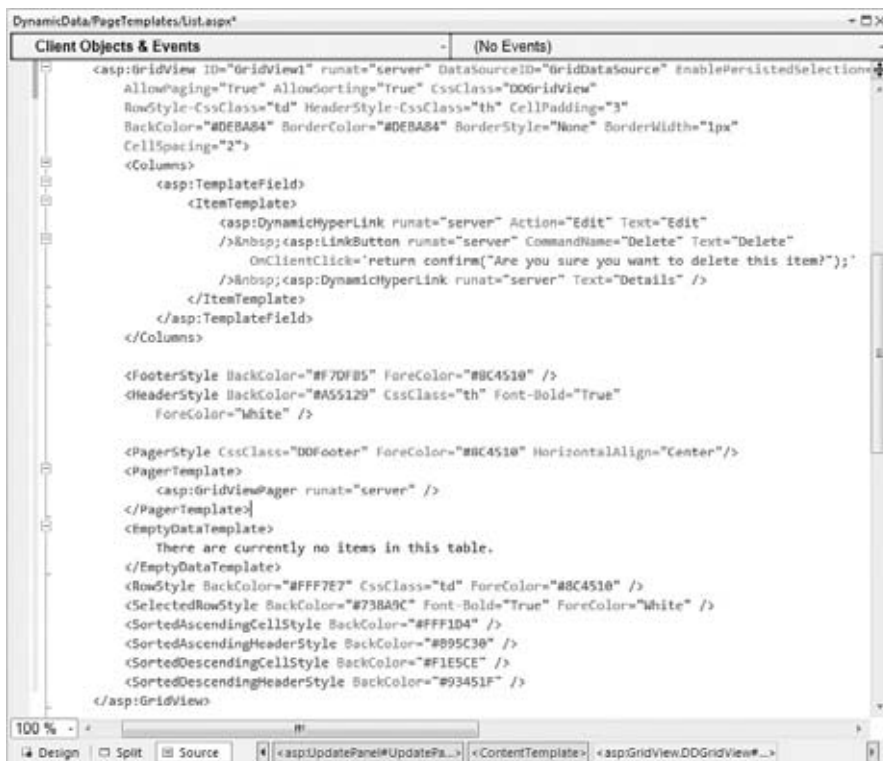 DynamicData/PageTemplates/List.aspx*
Client Objects & Events (No Events)
<asp:GridView ID="GridView1" runat="server" DataSourceID="GridDataSource" EnablePersistedSelection=
AllowPaging="True" AllowSorting="True" CssClass="DDGridView"
RowStyle-CssClass="td" HeaderStyle-CssClass="th" CellPadding="3"
BackColor="#DEBA84" BorderColor="#DEBA84" BorderStyle="None" BorderWidth="1px"
CellSpacing="2">
<Columns>
<asp:TemplateField>
<ItemTemplate>
<asp:DynamicHyperLink runat="server" Action="Edit" Text="Edit"
/>&nbsp;<asp:LinkButton runat="server" CommandName="Delete" Text="Delete"
OnClientClick='return confirm("Are you sure you want to delete this item?");'
/>&nbsp;<asp:DynamicHyperLink runat="server" Text="Details" />
</ItemTemplate>
</asp:TemplateField>
</Columns>
<FooterStyle BackColor="#F7DFB5" ForeColor="#8C4510" />
<HeaderStyle BackColor="#A55129" CssClass="th" Font-Bold="True"
ForeColor="White" />
<PagerStyle CssClass="DDFooter" ForeColor="#8C4510" HorizontalAlign="Center"/>
<PagerTemplate>
<asp:GridViewPager runat="server" />
</PagerTemplate>
<EmptyDataTemplate>
There are currently no items in this table.
</EmptyDataTemplate>
<RowStyle BackColor="#FFF7E7" CssClass="td" ForeColor="#8C4510" />
<SelectedRowStyle BackColor="#738A9C" Font-Bold="True" ForeColor="White" />
<SortedAscendingCellStyle BackColor="#FFF1D4" />
<SortedAscendingHeaderStyle BackColor="#B95C30" />
<SortedDescendingCellStyle BackColor="#F1E5CE" />
<SortedDescendingHeaderStyle BackColor="#93451F" />
</asp:GridView>
100 %
Design Split Source <asp:UpdatePanel#UpdatePa...> <ContentTemplate> <asp:GridView.DDGridView#...>